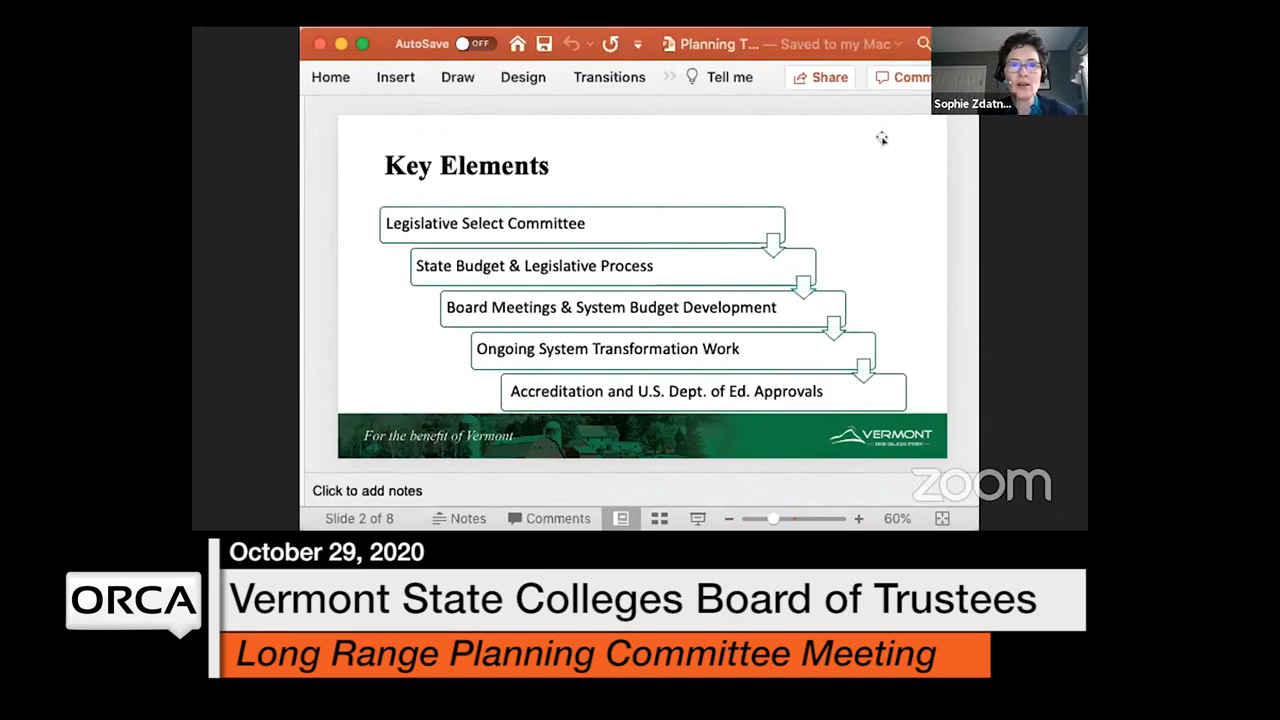 AutoSave OFF Planning T... — Saved to my Mac
Home Insert Draw Design Transitions Tell me Share Comm
Sophie Zdatn...
Key Elements
Legislative Select Committee
State Budget & Legislative Process
Board Meetings & System Budget Development
Ongoing System Transformation Work
Accreditation and U.S. Dept. of Ed. Approvals
For the benefit of Vermont
VERMONT
Click to add notes
zoom
Slide 2 of 8 Notes Comments 60%
October 29, 2020
ORCA
Vermont State Colleges Board of Trustees
Long Range Planning Committee Meeting